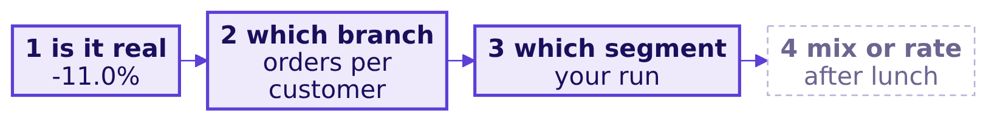 1 is it real
-11.0%
2 which branch
orders per
customer
3 which segment
your run
4 mix or rate
after lunch